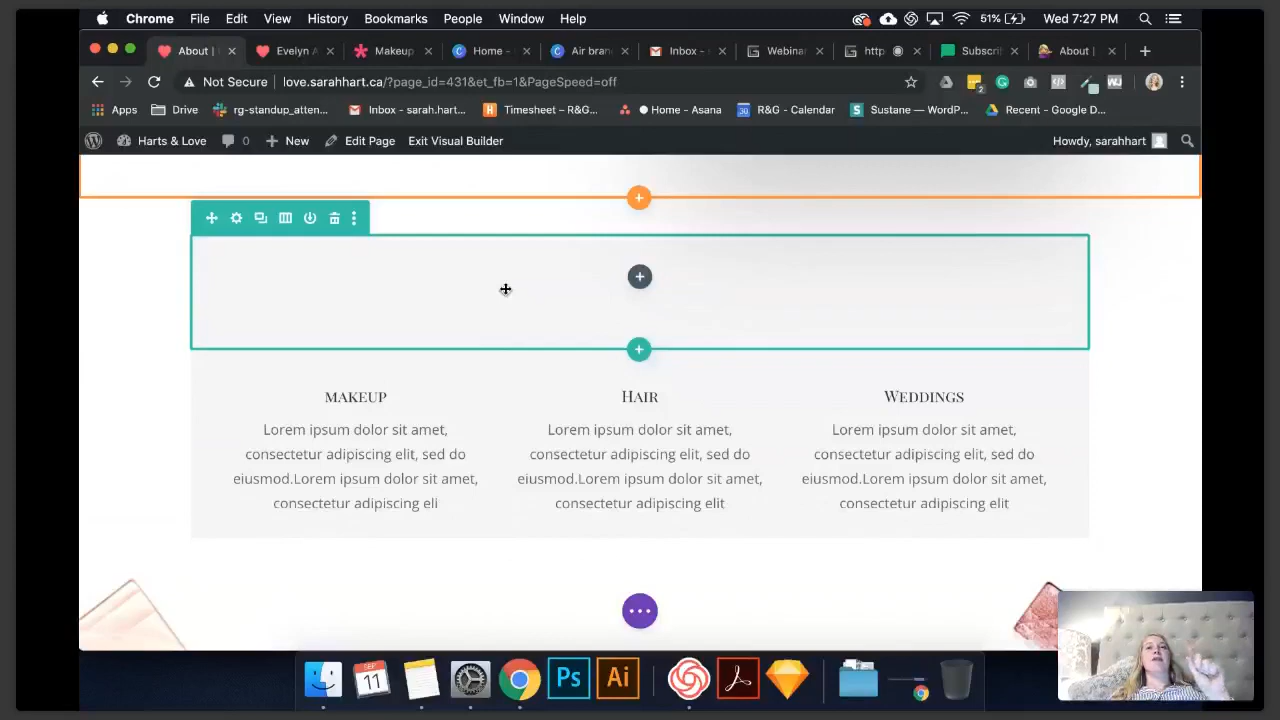 Chrome File Edit View History Bookmarks People Window Help 51% Wed 7:27 PM
About | Evelyn A Makeup Home - Air bran Inbox - Webinar http Subscri About |
Not Secure love.sarahhart.ca/?page_id=431&et_fb=1&PageSpeed=off
Apps Drive rg-standup_atten... Inbox - sarah.hart... Timesheet – R&G... Home - Asana R&G - Calendar Sustane — WordP... Recent - Google D...
Harts & Love 0 New Edit Page Exit Visual Builder Howdy, sarahhart
MAKEUP
Lorem ipsum dolor sit amet,
consectetur adipiscing elit, sed do
eiusmod.Lorem ipsum dolor sit amet,
consectetur adipiscing eli
Hair
Lorem ipsum dolor sit amet,
consectetur adipiscing elit, sed do
eiusmod.Lorem ipsum dolor sit amet,
consectetur adipiscing elit
Weddings
Lorem ipsum dolor sit amet,
consectetur adipiscing elit, sed do
eiusmod.Lorem ipsum dolor sit amet,
consectetur adipiscing elit
SEP
11
Ps
Ai